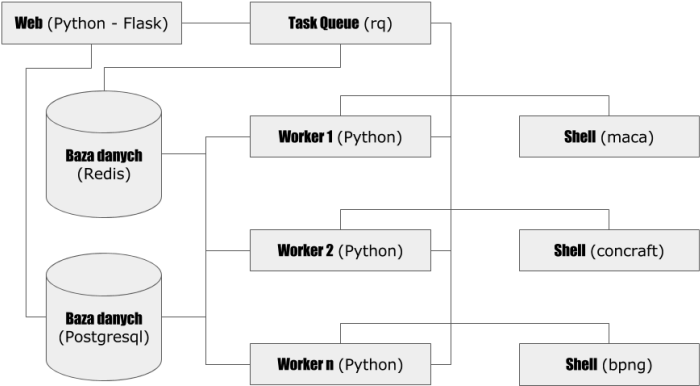 Web (Python - Flask)
Task Queue (rq)
Baza danych
(Redis)
Worker 1 (Python)
Shell (maca)
Worker 2 (Python)
Shell (concraft)
Baza danych
(Postgresql)
Worker n (Python)
Shell (bpng)